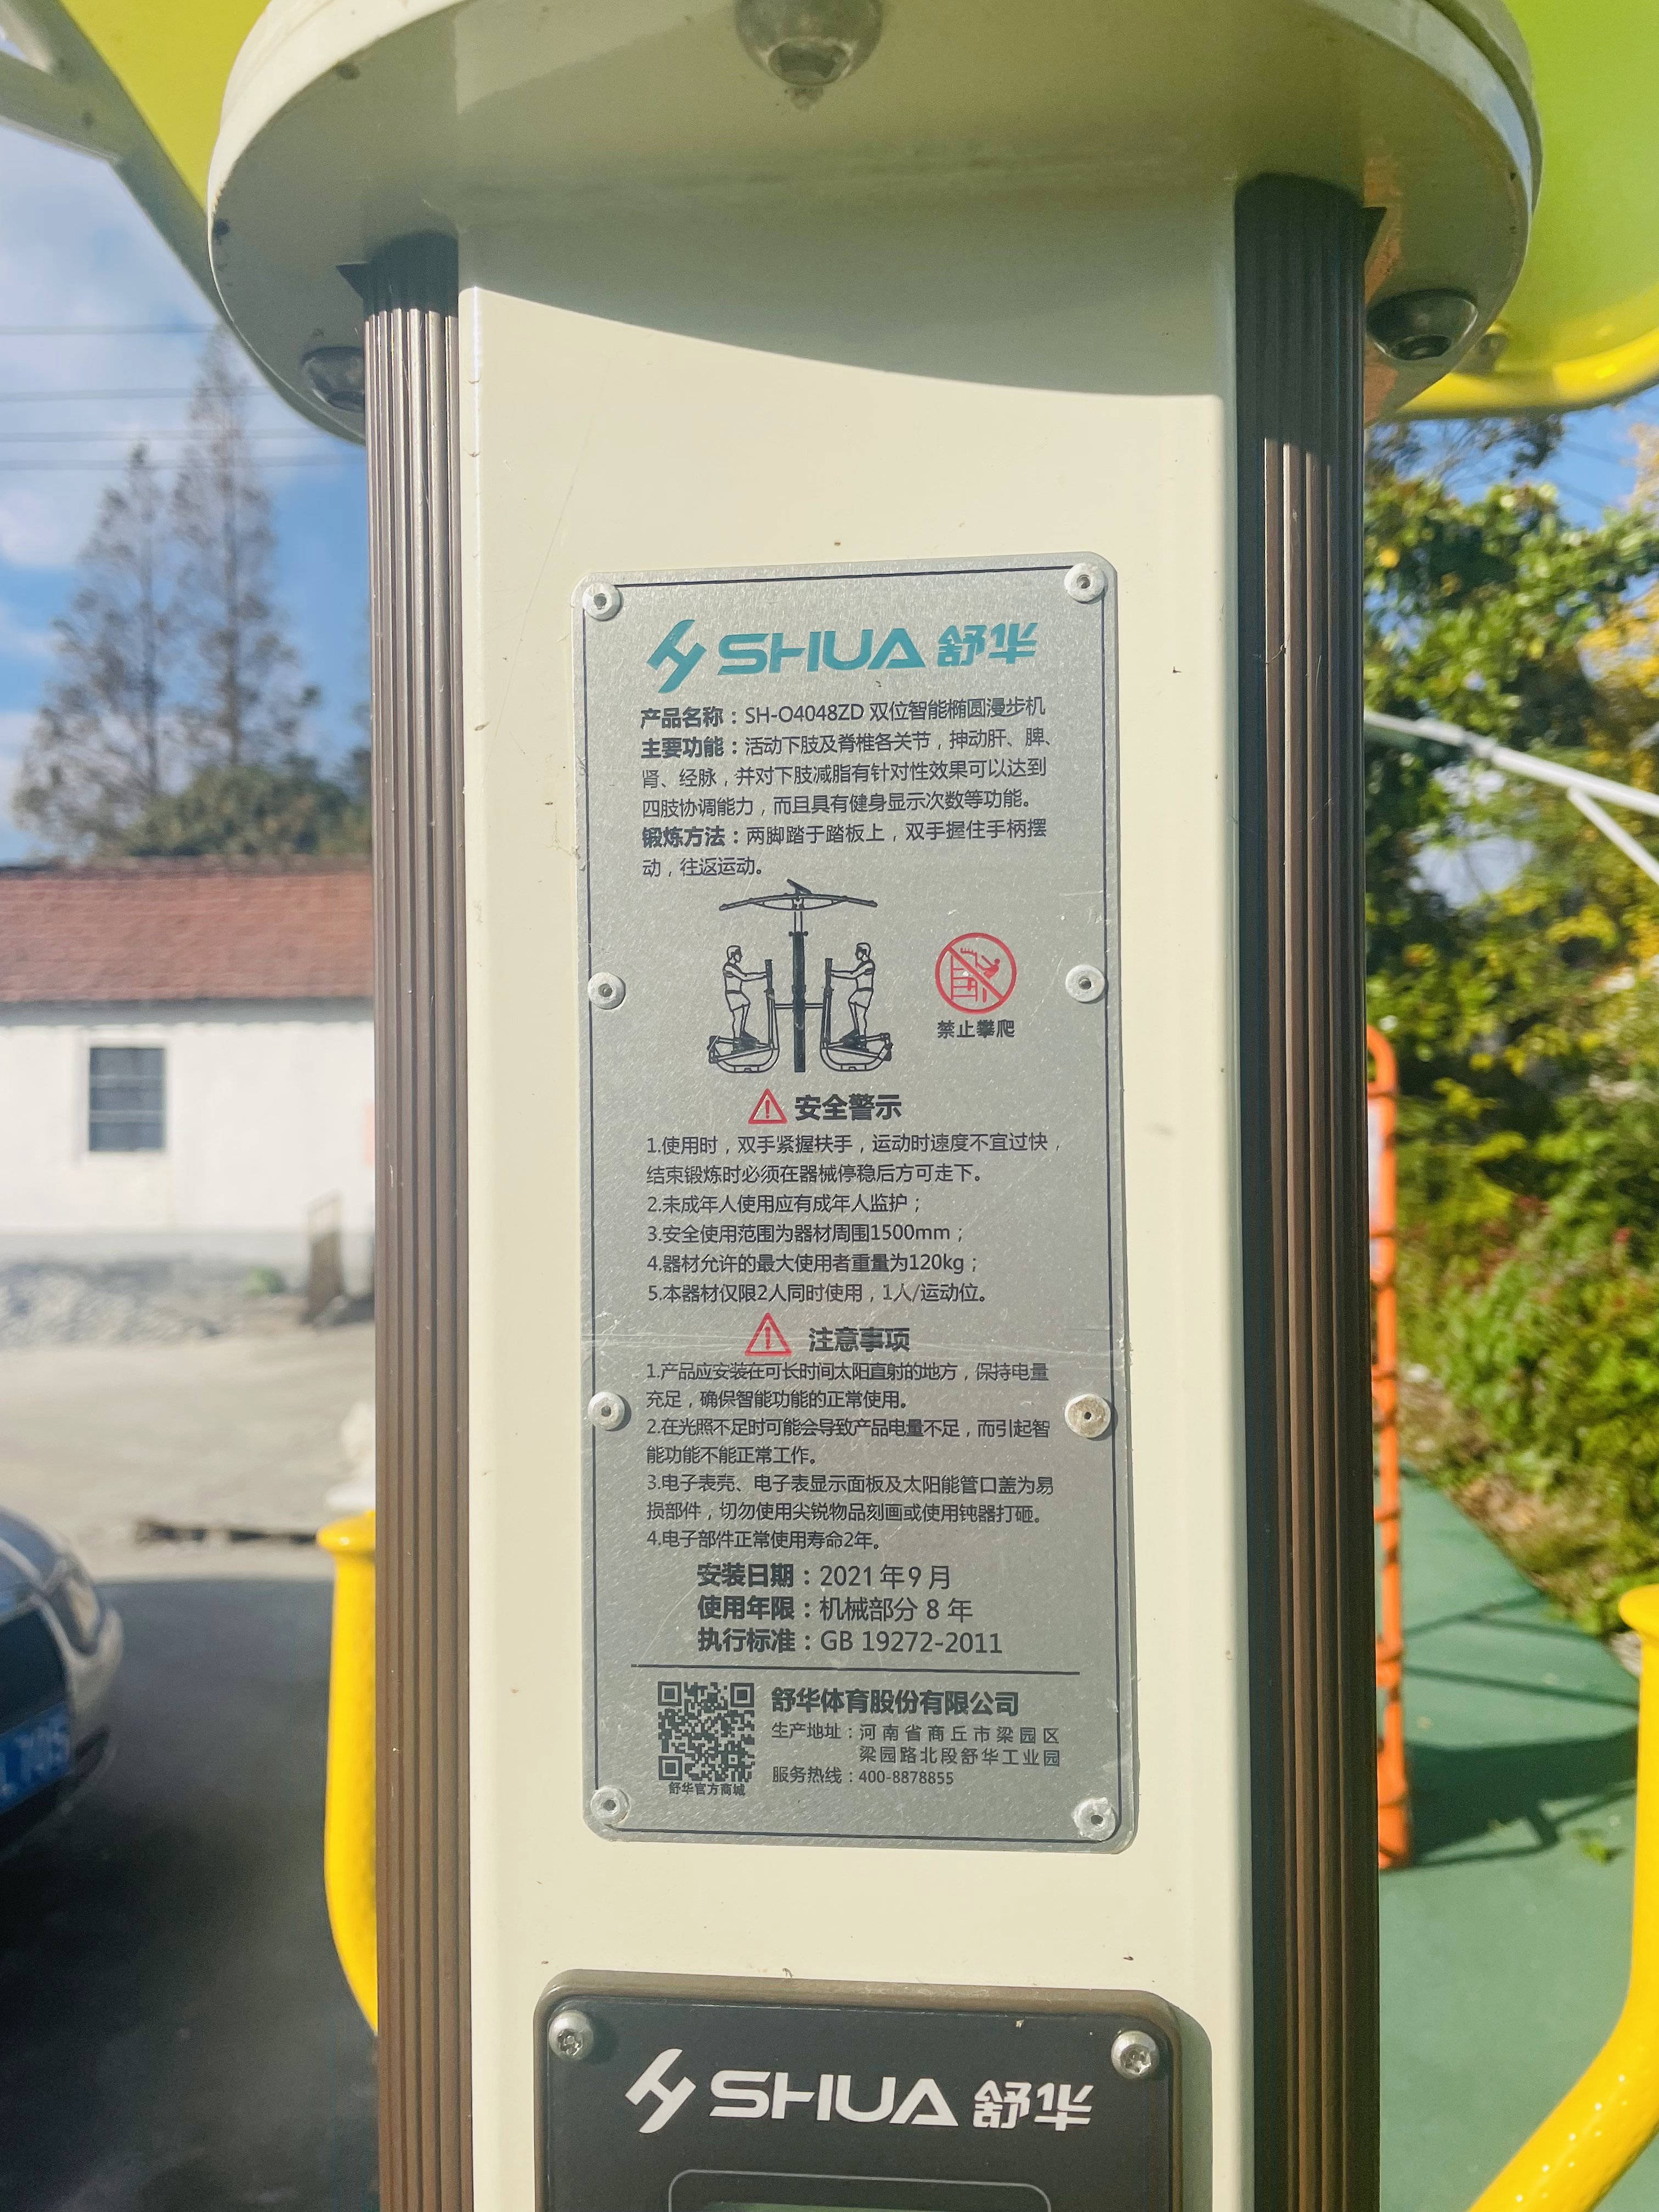 SHUA 舒华
产品名称：SH-O4048ZD 双位智能椭圆漫步机
主要功能：活动下肢及脊椎各关节，抻动肝、脾、
肾、经脉，并对下肢减脂有针对性效果可以达到
四肢协调能力，而且具有健身显示次数等功能。
锻炼方法：两脚踏于踏板上，双手握住手柄摆
动，往返运动。
禁止攀爬
安全警示
1.使用时，双手紧握扶手，运动时速度不宜过快，
结束锻炼时必须在器械停稳后方可走下。
2.未成年人使用应有成年人监护；
3.安全使用范围为器材周围1500mm；
4.器材允许的最大使用者重量为120kg；
5.本器材仅限2人同时使用，1人/运动位。
注意事项
1.产品应安装在可长时间太阳直射的地方，保持电量
充足，确保智能功能的正常使用。
2.在光照不足时可能会导致产品电量不足，而引起智
能功能不能正常工作。
3.电子表壳、电子表显示面板及太阳能管口盖为易
损部件，切勿使用尖锐物品刻画或使用钝器打砸。
4.电子部件正常使用寿命2年。
安装日期：2021 年 9 月
使用年限：机械部分 8 年
执行标准：GB 19272-2011
舒华体育股份有限公司
生产地址：河南省商丘市梁园区
梁园路北段舒华工业园
服务热线：400-8878855
舒华官方商城
SHUA 舒华